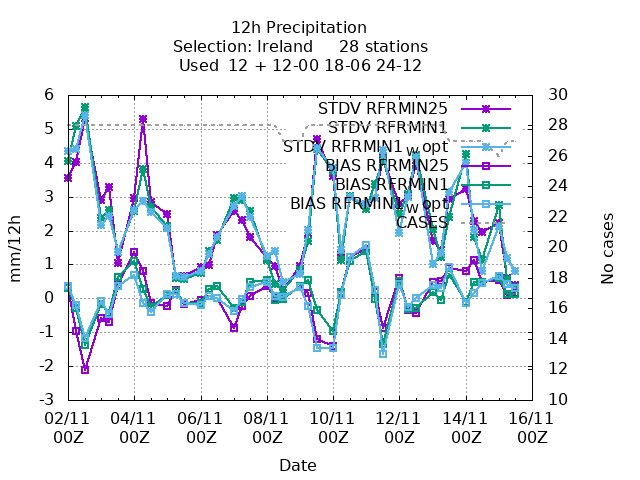 12h Precipitation
Selection: Ireland 28 stations
Used 12 + 12-00 18-06 24-12
6 30
5 28
4 26
3 24
2 22
1 20
0 18
-1 16
-2 14
-3 12
10
STDV RFRMIN25
STDV RFRMIN1
STDV RFRMIN1_W opt
BIAS RFRMIN25
BIAS RFRMIN1
BIAS RFRMIN1_W opt
CASES
mm/12h
No cases
02/11 04/11 06/11 08/11 10/11 12/11 14/11 16/11
00Z 00Z 00Z 00Z 00Z 00Z 00Z 00Z
Date